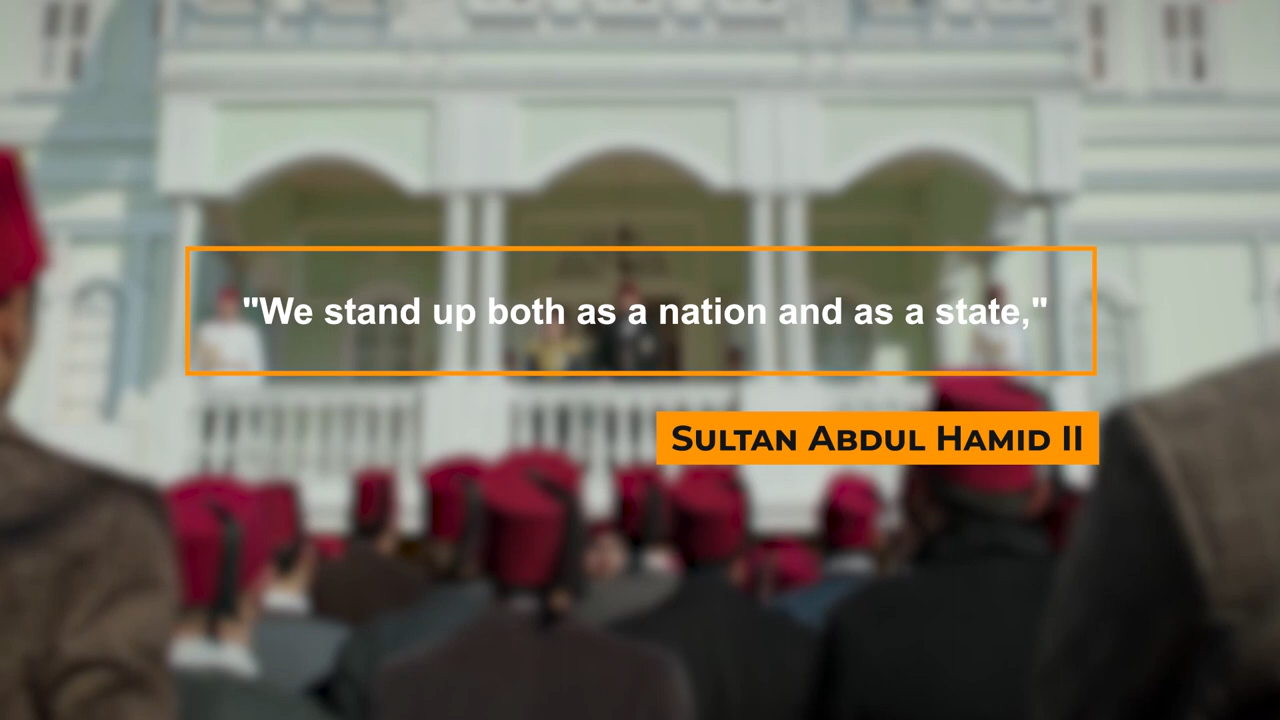 "We stand up both as a nation and as a state,"
Sultan Abdul Hamid II